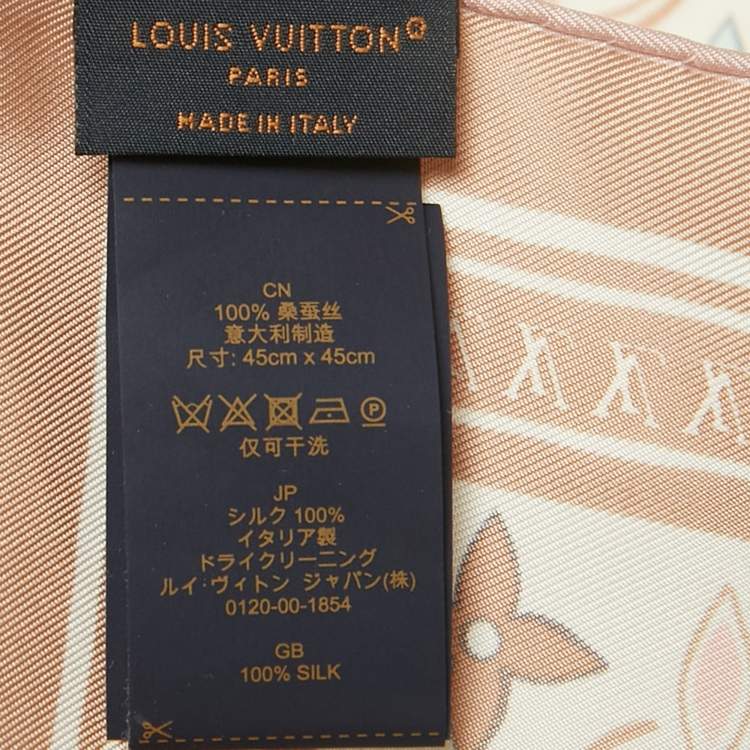 LOUIS VUITTON®
PARIS
MADE IN ITALY
CN
100% 桑蚕丝
意大利制造
尺寸: 45cm x 45cm
P
仅可干洗
JP
シルク 100%
イタリア製
ドライクリーニング
ルイ・ヴィトン ジャパン(株)
0120-00-1854
GB
100% SILK